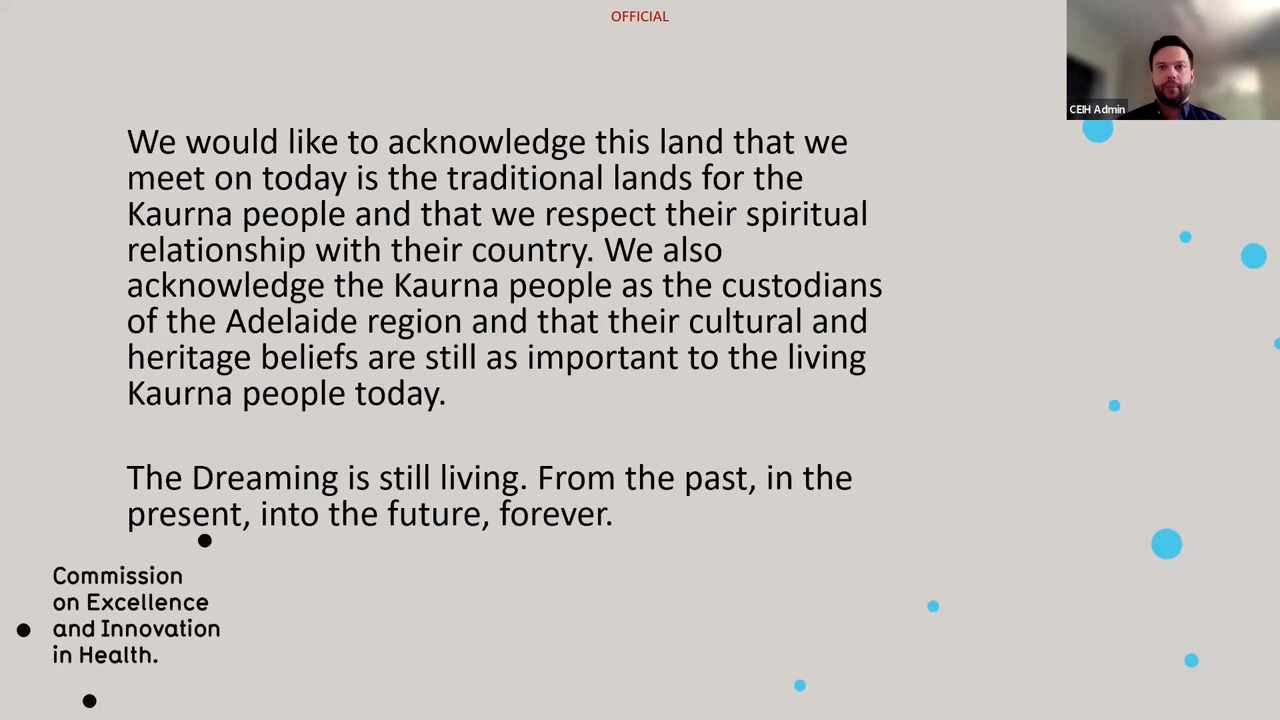 OFFICIAL
CEIH Admin
We would like to acknowledge this land that we
meet on today is the traditional lands for the
Kaurna people and that we respect their spiritual
relationship with their country. We also
acknowledge the Kaurna people as the custodians
of the Adelaide region and that their cultural and
heritage beliefs are still as important to the living
Kaurna people today.
The Dreaming is still living. From the past, in the
present, into the future, forever.
Commission
on Excellence
and Innovation
in Health.